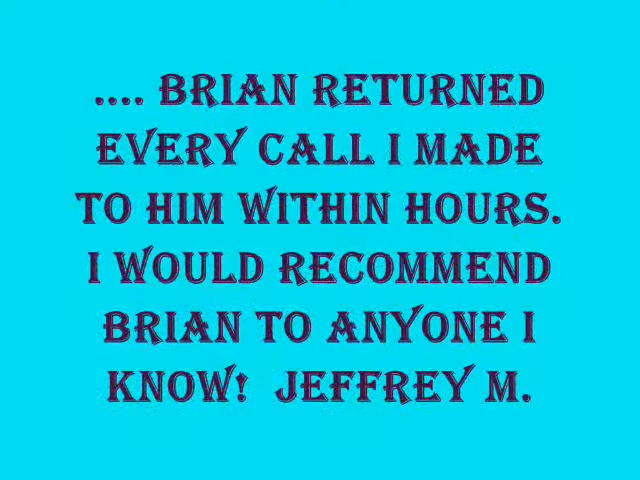 .... BRIAN RETURNED
EVERY CALL I MADE
TO HIM WITHIN HOURS.
I WOULD RECOMMEND
BRIAN TO ANYONE I
KNOW!  JEFFREY M.